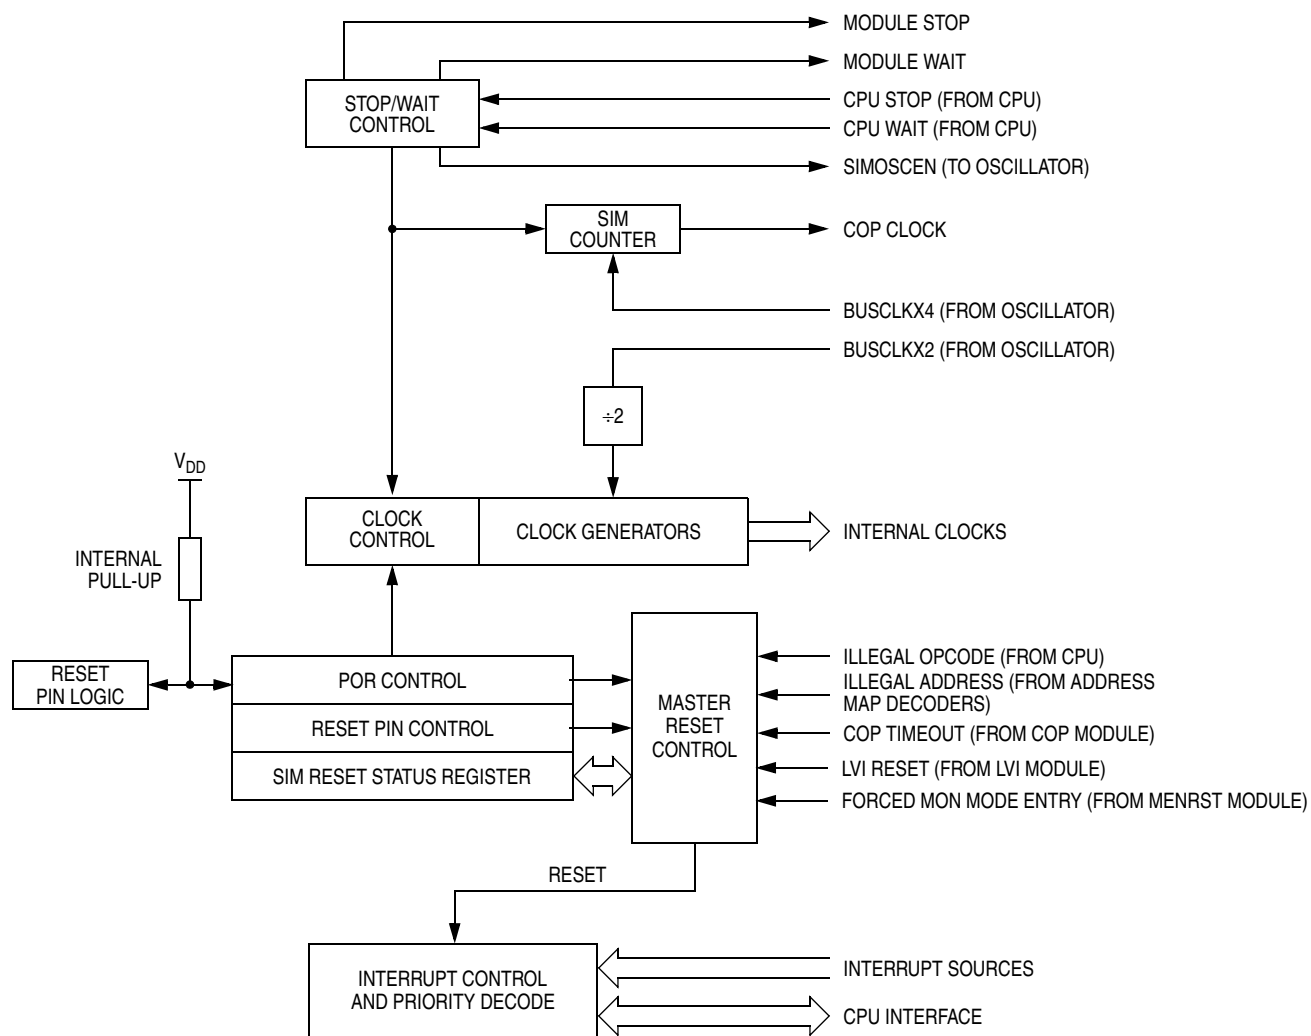 MODULE STOP
MODULE WAIT
STOP/WAIT
CONTROL
CPU STOP (FROM CPU)
CPU WAIT (FROM CPU)
SIMOSCEN (TO OSCILLATOR)
SIM
COUNTER
COP CLOCK
BUSCLKX4 (FROM OSCILLATOR)
BUSCLKX2 (FROM OSCILLATOR)
÷2
VDD
CLOCK
CONTROL
CLOCK GENERATORS
INTERNAL CLOCKS
INTERNAL
PULL-UP
RESET
PIN LOGIC
POR CONTROL
RESET PIN CONTROL
SIM RESET STATUS REGISTER
MASTER
RESET
CONTROL
ILLEGAL OPCODE (FROM CPU)
ILLEGAL ADDRESS (FROM ADDRESS
MAP DECODERS)
COP TIMEOUT (FROM COP MODULE)
LVI RESET (FROM LVI MODULE)
FORCED MON MODE ENTRY (FROM MENRST MODULE)
RESET
INTERRUPT CONTROL
AND PRIORITY DECODE
INTERRUPT SOURCES
CPU INTERFACE